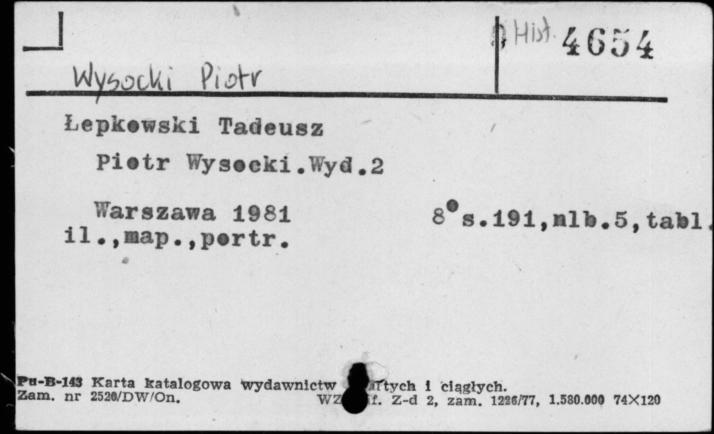 Hist. 4654
Wysocki Piotr
Łepkowski Tadeusz
Piotr Wysocki.Wyd.2
Warszawa 1981 8° s.191,nlb.5,tabl.
il.,map.,portr.
Pu-B-143 Karta katalogowa wydawnictw i ciągłych.
Zam. nr 2520/DW/On. WZ Z-d 2, zam. 1226/77, 1.580.000 74X120